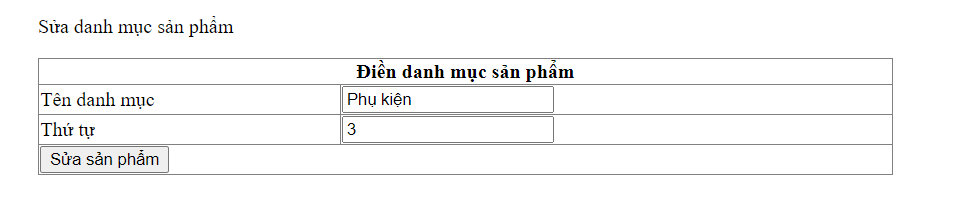 Sửa danh mục sản phẩm
Điền danh mục sản phẩm
Tên danh mục Phụ kiện
Thứ tự 3
Sửa sản phẩm